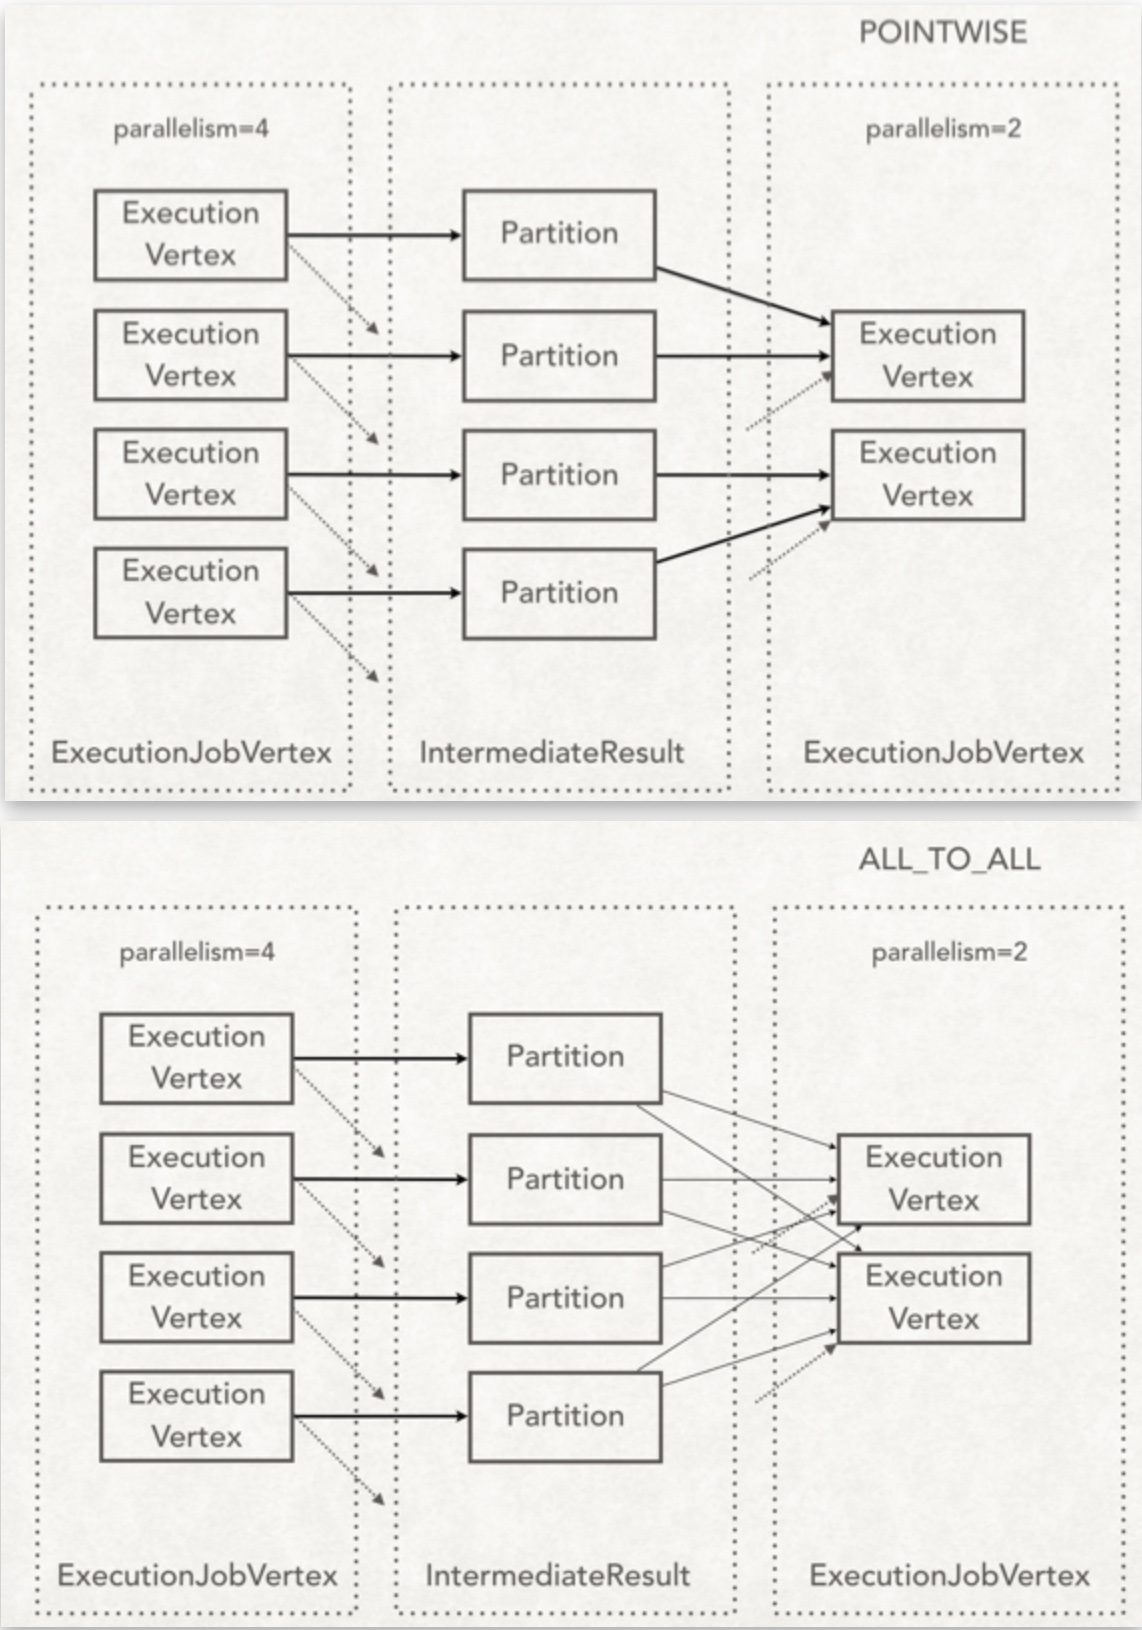 POINTWISE
parallelism=4
parallelism=2
Execution
Vertex
Partition
Execution
Vertex
Partition
Execution
Vertex
Execution
Vertex
Partition
Execution
Vertex
Execution
Vertex
Partition
ExecutionJobVertex
IntermediateResult
ExecutionJobVertex
ALL_TO_ALL
parallelism=4
parallelism=2
Execution
Vertex
Partition
Execution
Vertex
Partition
Execution
Vertex
Execution
Vertex
Partition
Execution
Vertex
Execution
Vertex
Partition
ExecutionJobVertex
IntermediateResult
ExecutionJobVertex